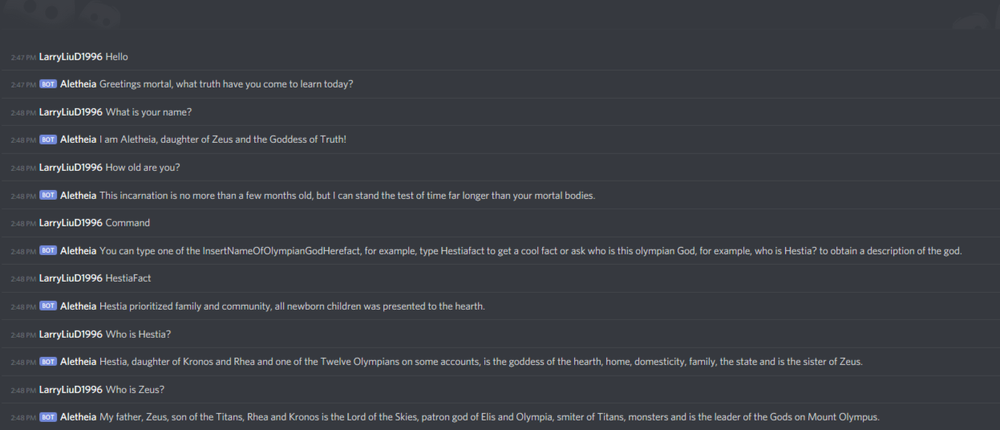 2:47 PM LarryLiuD1996 Hello
2:47 PM BOT Aletheia Greetings mortal, what truth have you come to learn today?
2:48 PM LarryLiuD1996 What is your name?
2:48 PM BOT Aletheia I am Aletheia, daughter of Zeus and the Goddess of Truth!
2:48 PM LarryLiuD1996 How old are you?
2:48 PM BOT Aletheia This incarnation is no more than a few months old, but I can stand the test of time far longer than your mortal bodies.
2:48 PM LarryLiuD1996 Command
2:48 PM BOT Aletheia You can type one of the InsertNameOfOlympianGodHerefact, for example, type Hestiafact to get a cool fact or ask who is this olympian God, for example, who is Hestia? to obtain a description of the god.
2:48 PM LarryLiuD1996 HestiaFact
2:48 PM BOT Aletheia Hestia prioritized family and community, all newborn children was presented to the hearth.
2:48 PM LarryLiuD1996 Who is Hestia?
2:48 PM BOT Aletheia Hestia, daughter of Kronos and Rhea and one of the Twelve Olympians on some accounts, is the goddess of the hearth, home, domesticity, family, the state and is the sister of Zeus.
2:48 PM LarryLiuD1996 Who is Zeus?
2:48 PM BOT Aletheia My father, Zeus, son of the Titans, Rhea and Kronos is the Lord of the Skies, patron god of Elis and Olympia, smiter of Titans, monsters and is the leader of the Gods on Mount Olympus.